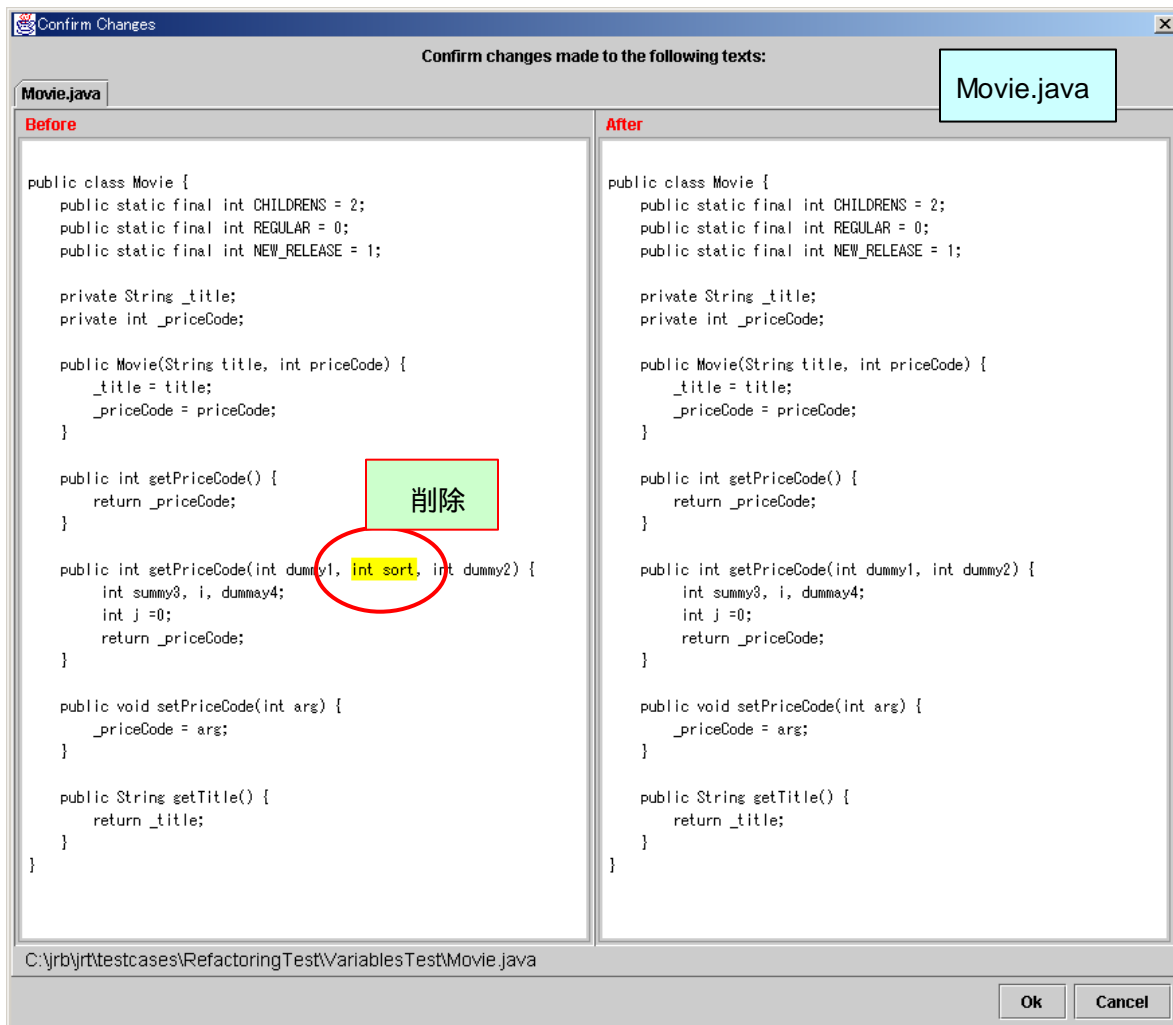 Confirm Changes
Confirm changes made to the following texts:
Movie.java
Movie.java
Before
public class Movie {
    public static final int CHILDRENS = 2;
    public static final int REGULAR = 0;
    public static final int NEW_RELEASE = 1;
    private String _title;
    private int _priceCode;
    public Movie(String title, int priceCode) {
        _title = title;
        _priceCode = priceCode;
    }
    public int getPriceCode() {
        return _priceCode;
    }
削除
    public int getPriceCode(int dummy1, int sort, int dummy2) {
         int summy3, i, dummay4;
         int j =0;
         return _priceCode;
    }
    public void setPriceCode(int arg) {
        _priceCode = arg;
    }
    public String getTitle() {
        return _title;
    }
}
After
public class Movie {
    public static final int CHILDRENS = 2;
    public static final int REGULAR = 0;
    public static final int NEW_RELEASE = 1;
    private String _title;
    private int _priceCode;
    public Movie(String title, int priceCode) {
        _title = title;
        _priceCode = priceCode;
    }
    public int getPriceCode() {
        return _priceCode;
    }
    public int getPriceCode(int dummy1, int dummy2) {
         int summy3, i, dummay4;
         int j =0;
         return _priceCode;
    }
    public void setPriceCode(int arg) {
        _priceCode = arg;
    }
    public String getTitle() {
        return _title;
    }
}
C:\jrb\jrt\testcases\RefactoringTest\VariablesTest\Movie.java
Ok
Cancel